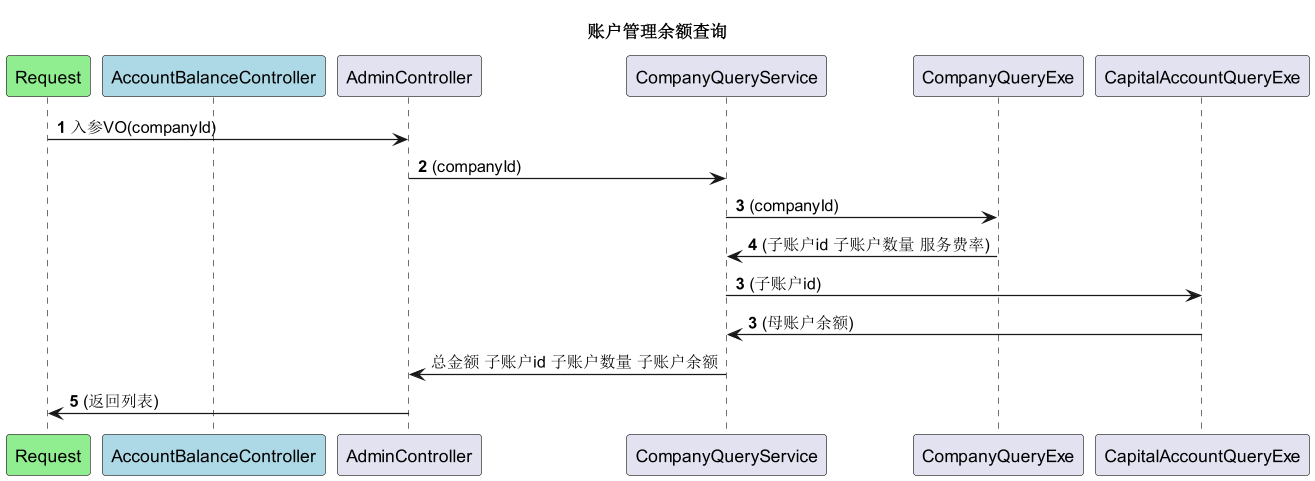 账户管理余额查询
Request AccountBalanceController AdminController CompanyQueryService CompanyQueryExe CapitalAccountQueryExe
1 入参VO(companyId)
2 (companyId)
3 (companyId)
4 (子账户id 子账户数量 服务费率)
3 (子账户id)
3 (母账户余额)
总金额 子账户id 子账户数量 子账户余额
5 (返回列表)
Request AccountBalanceController AdminController CompanyQueryService CompanyQueryExe CapitalAccountQueryExe